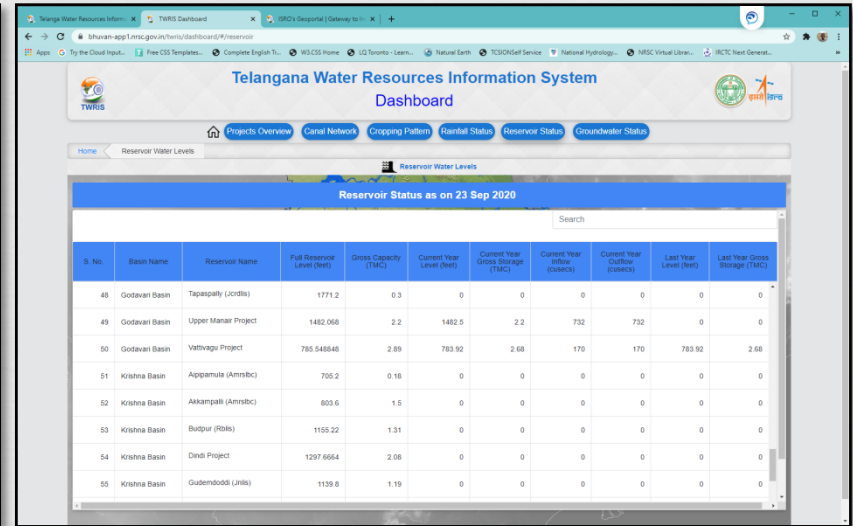 Telanga Water Resources Inform
TWRIS Dashboard
ISRO's Geoportal | Gateway to In
bhuvan-app1.nrsc.gov.in/twris/dashboard/#/reservoir
Apps
Try the Cloud Input...
Free CSS Templates...
Complete English Tr...
W3.CSS Home
LQ Toronto - Learn...
Natural Earth
TCSIONSelf Service
National Hydrology...
NRSC Virtual Librar...
IRCTC Next Generat...
Telangana Water Resources Information System
Dashboard
TWRIS
इसरो isro
Projects Overview Canal Network Cropping Pattern Rainfall Status Reservoir Status Groundwater Status
Home Reservoir Water Levels
Reservoir Water Levels
Reservoir Status as on 23 Sep 2020
Search
S. No. Basin Name Reservoir Name Full Reservoir Level (feet) Gross Capacity (TMC) Current Year Level (feet) Current Year Gross Storage (TMC) Current Year Inflow (cusecs) Current Year Outflow (cusecs) Last Year Level (feet) Last Year Gross Storage (TMC)
48 Godavari Basin Tapaspally (Jcrdlis) 1771.2 0.3 0 0 0 0 0 0
49 Godavari Basin Upper Manair Project 1482.068 2.2 1482.5 2.2 732 732 0 0
50 Godavari Basin Vattivagu Project 785.548848 2.89 783.92 2.68 170 170 783.92 2.68
51 Krishna Basin Aipipamula (Amrslbc) 705.2 0.18 0 0 0 0 0 0
52 Krishna Basin Akkampalli (Amrslbc) 803.6 1.5 0 0 0 0 0 0
53 Krishna Basin Budpur (Rblis) 1155.22 1.31 0 0 0 0 0 0
54 Krishna Basin Dindi Project 1297.6664 2.08 0 0 0 0 0 0
55 Krishna Basin Gudemdoddi (Jnlis) 1139.8 1.19 0 0 0 0 0 0